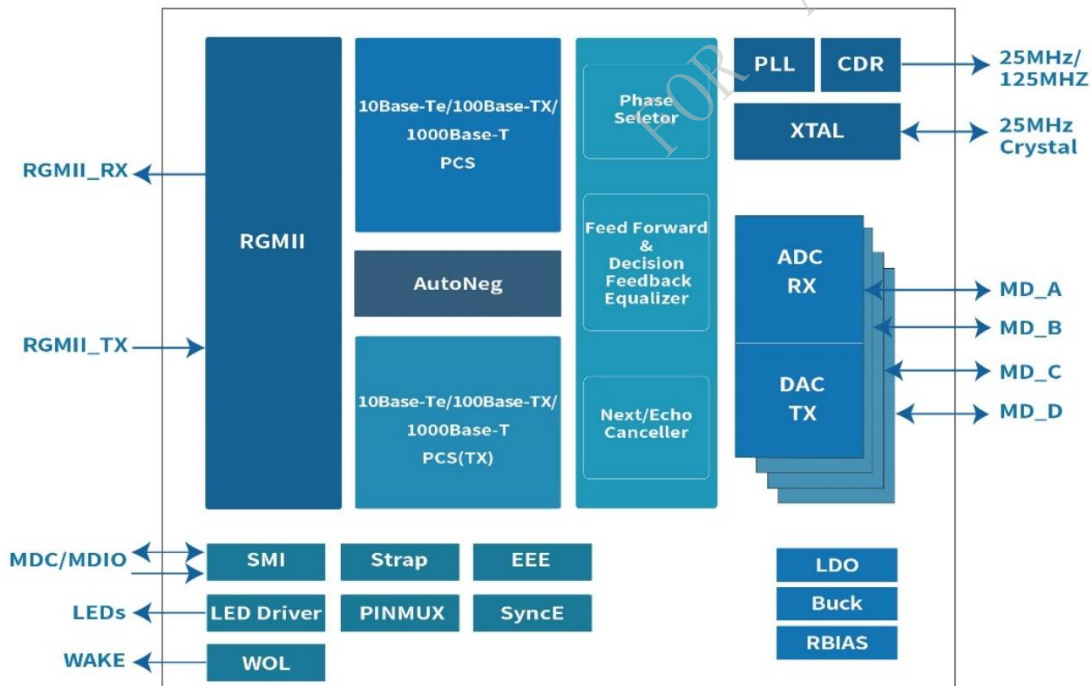 FOR
PLL
CDR
25MHz/
125MHZ
XTAL
25MHz
Crystal
RGMII_RX
RGMII_TX
RGMII
10Base-Te/100Base-TX/
1000Base-T
PCS
AutoNeg
10Base-Te/100Base-TX/
1000Base-T
PCS(TX)
Phase
Seletor
Feed Forward
&
Decision
Feedback
Equalizer
Next/Echo
Canceller
ADC
RX
DAC
TX
MD_A
MD_B
MD_C
MD_D
MDC/MDIO
SMI
Strap
EEE
LEDs
LED Driver
PINMUX
SyncE
WAKE
WOL
LDO
Buck
RBIAS